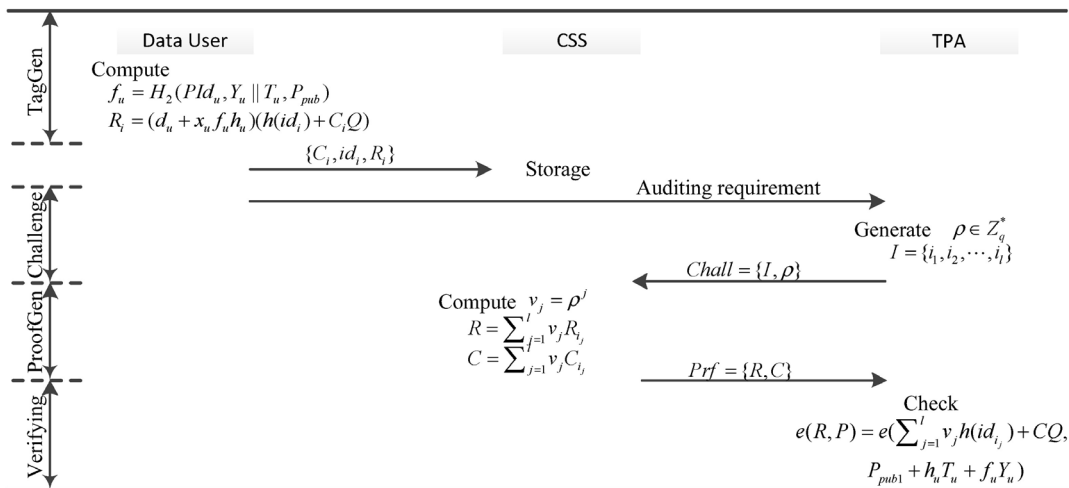 Data User
CSS
TPA
TagGen
Compute
f_u = H_2(PId_u, Y_u || T_u, P_pub)
R_i = (d_u + x_u f_u h_u)(h(id_i) + C_i Q)
{C_i, id_i, R_i}
Storage
Challenge
Auditing requirement
Generate ρ ∈ Z_q^*
I = {i_1, i_2, ⋯, i_l}
Chall = {I, ρ}
ProofGen
Compute v_j = ρ^j
R = ∑_{j=1}^l v_j R_{i_j}
C = ∑_{j=1}^l v_j C_{i_j}
Prf = {R, C}
Verifying
Check
e(R, P) = e(∑_{j=1}^l v_j h(id_{i_j}) + CQ,
P_{pub1} + h_u T_u + f_u Y_u)